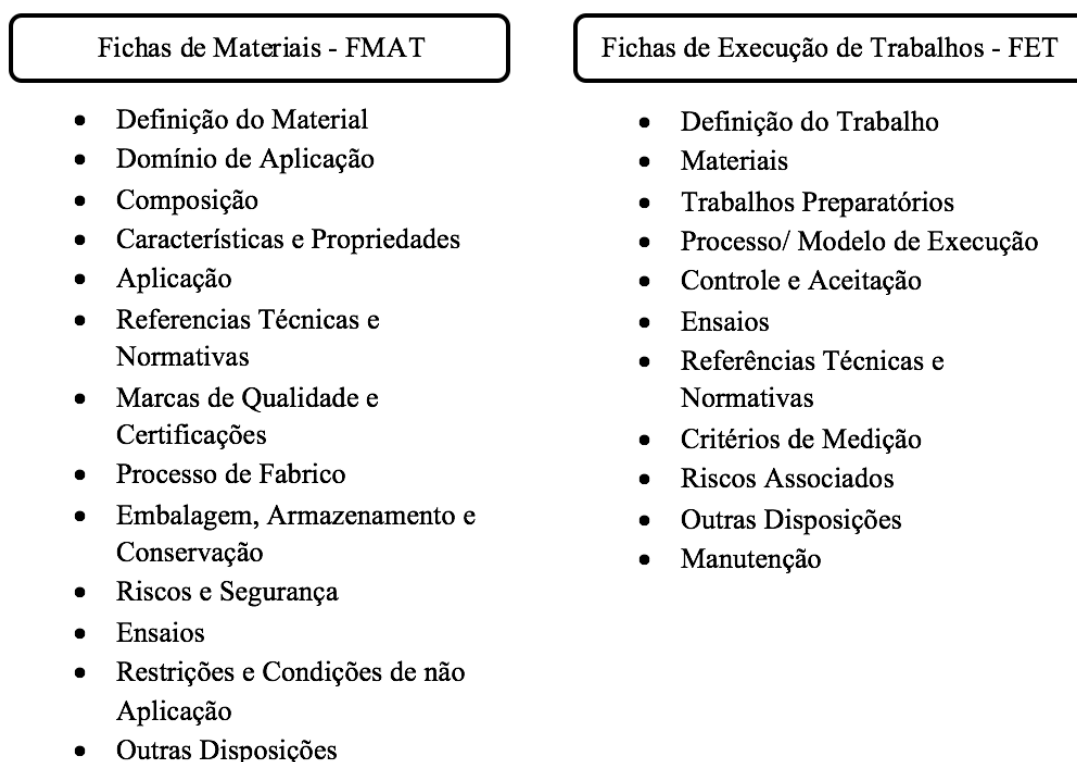 Fichas de Materiais - FMAT
• Definição do Material
• Domínio de Aplicação
• Composição
• Características e Propriedades
• Aplicação
• Referencias Técnicas e
Normativas
• Marcas de Qualidade e
Certificações
• Processo de Fabrico
• Embalagem, Armazenamento e
Conservação
• Riscos e Segurança
• Ensaios
• Restrições e Condições de não
Aplicação
• Outras Disposições
Fichas de Execução de Trabalhos - FET
• Definição do Trabalho
• Materiais
• Trabalhos Preparatórios
• Processo/ Modelo de Execução
• Controle e Aceitação
• Ensaios
• Referências Técnicas e
Normativas
• Critérios de Medição
• Riscos Associados
• Outras Disposições
• Manutenção